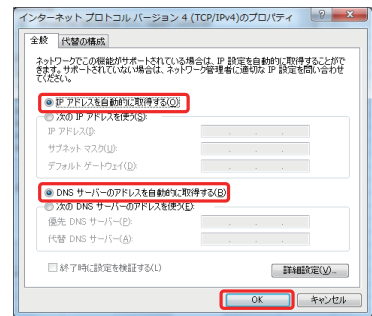 インターネット プロトコル バージョン 4 (TCP/IPv4)のプロパティ
全般 代替の構成
ネットワークでこの機能がサポートされている場合は、IP 設定を自動的に取得することがで
きます。サポートされていない場合は、ネットワーク管理者に適切な IP 設定を問い合わせ
てください。
IP アドレスを自動的に取得する(O)
次の IP アドレスを使う(S):
IP アドレス(I):
サブネット マスク(U):
デフォルト ゲートウェイ(D):
DNS サーバーのアドレスを自動的に取得する(B)
次の DNS サーバーのアドレスを使う(E):
優先 DNS サーバー(P):
代替 DNS サーバー(A):
終了時に設定を検証する(L)
詳細設定(V)...
OK キャンセル